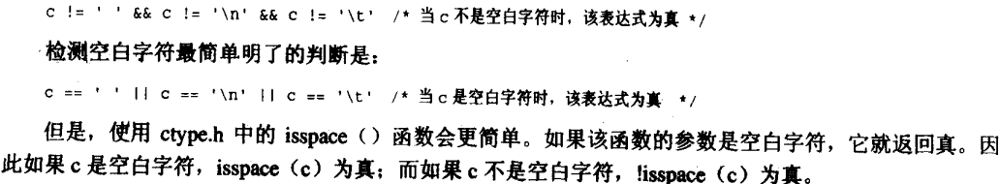 c != ' ' && c != '\n' && c != '\t' /* 当c不是空白字符时，该表达式为真 */
检测空白字符最简单明了的判断是：
c == ' ' || c == '\n' || c == '\t' /* 当c是空白字符时，该表达式为真 */
但是，使用 ctype.h 中的 isspace（）函数会更简单。如果该函数的参数是空白字符，它就返回真。因
此如果 c 是空白字符，isspace（c）为真；而如果 c 不是空白字符，!isspace（c）为真。